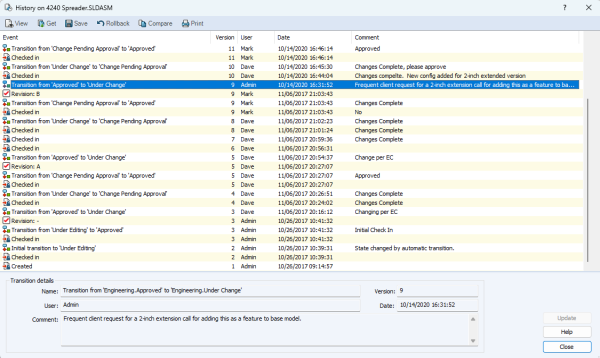 History on 4240 Spreader.SLDASM
View Get Save Rollback Compare Print
Event Version User Date Comment
Transition from 'Change Pending Approval' to 'Approved' 11 Mark 10/14/2020 16:46:14 Approved
Checked in 11 Mark 10/14/2020 16:46:14
Transition from 'Under Change' to 'Change Pending Approval' 10 Dave 10/14/2020 16:45:30 Changes Complete, please approve
Checked in 10 Dave 10/14/2020 16:44:04 Changes compelte. New config added for 2-inch extended version
Transition from 'Approved' to 'Under Change' 9 Admin 10/14/2020 16:31:52 Frequent client request for a 2-inch extension call for adding this as a feature to base ba...
Revision: B 9 Mark 11/06/2017 21:03:43
Transition from 'Change Pending Approval' to 'Approved' 9 Mark 11/06/2017 21:03:43 Changes Complete
Checked in 9 Mark 11/06/2017 21:03:43 No
Transition from 'Under Change' to 'Change Pending Approval' 8 Dave 11/06/2017 21:02:23 Changes Complete
Checked in 8 Dave 11/06/2017 21:01:24 Changes Complete
Checked in 7 Dave 11/06/2017 20:59:36 Changes Complete
Checked in 6 Dave 11/06/2017 20:56:31
Transition from 'Approved' to 'Under Change' 5 Dave 11/06/2017 20:54:37 Change per EC
Revision: A 5 Dave 11/06/2017 20:27:07
Transition from 'Change Pending Approval' to 'Approved' 5 Dave 11/06/2017 20:27:07 Approved
Checked in 5 Dave 11/06/2017 20:27:07
Transition from 'Under Change' to 'Change Pending Approval' 4 Dave 11/06/2017 20:26:51 Changes Complete
Checked in 4 Dave 11/06/2017 20:24:02 Changes Complete
Transition from 'Approved' to 'Under Change' 3 Dave 11/06/2017 20:16:12 Changing per EC
Revision: - 3 Admin 10/26/2017 10:41:32
Transition from 'Under Editing' to 'Approved' 3 Admin 10/26/2017 10:41:32 Initial Check In
Checked in 3 Admin 10/26/2017 10:41:32
Initial transition to 'Under Editing' 2 Admin 10/26/2017 10:39:31 State changed by automatic transition.
Checked in 2 Admin 10/26/2017 10:39:31
Created 1 Admin 10/26/2017 09:14:57
Transition details
Name: Transition from 'Engineering.Approved' to 'Engineering.Under Change' Version: 9
User: Admin Date: 10/14/2020 16:31:52
Comment: Frequent client request for a 2-inch extension call for adding this as a feature to base model.
Update
Help
Close